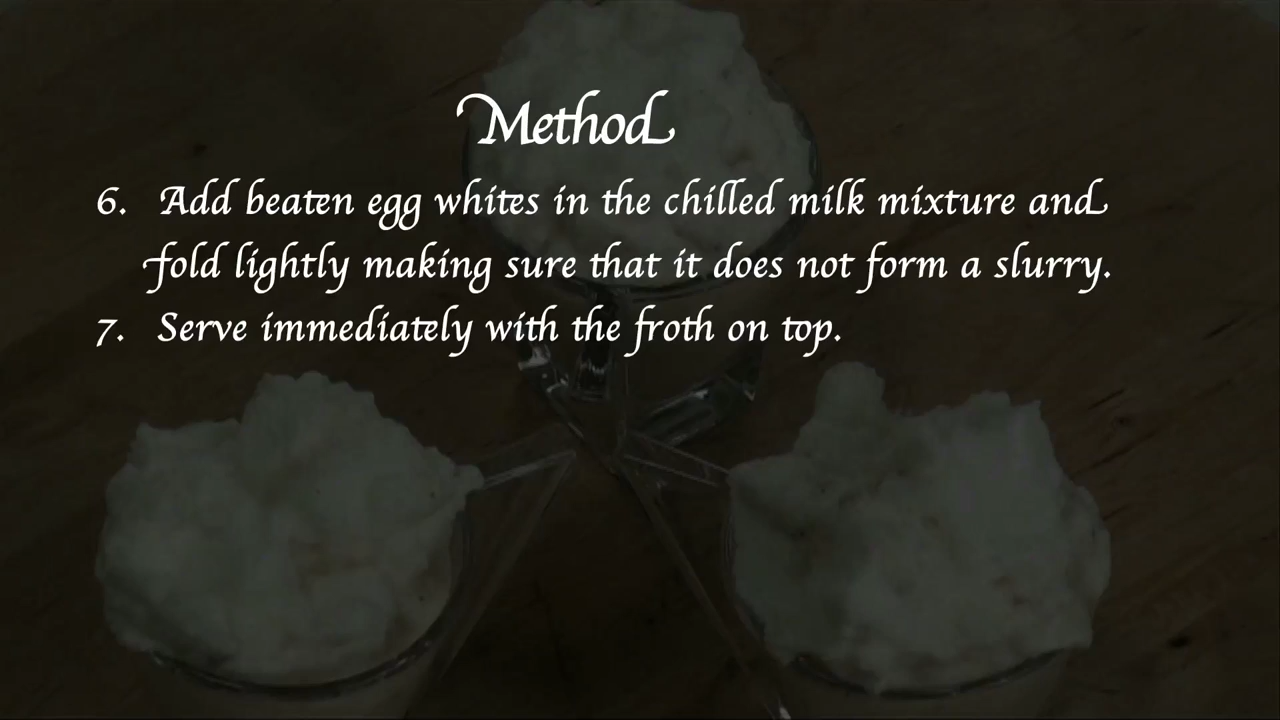 Method
6. Add beaten egg whites in the chilled milk mixture and
fold lightly making sure that it does not form a slurry.
7. Serve immediately with the froth on top.